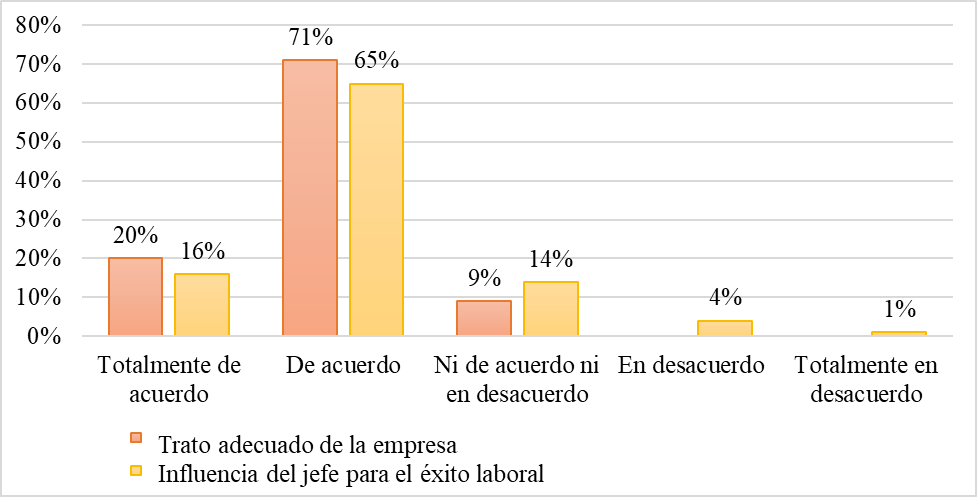 80%
70%
60%
50%
40%
30%
20%
10%
0%
71%
65%
20%
16%
9%
14%
4%
1%
Totalmente de
acuerdo
De acuerdo
Ni de acuerdo ni
en desacuerdo
En desacuerdo
Totalmente en
desacuerdo
Trato adecuado de la empresa
Influencia del jefe para el éxito laboral